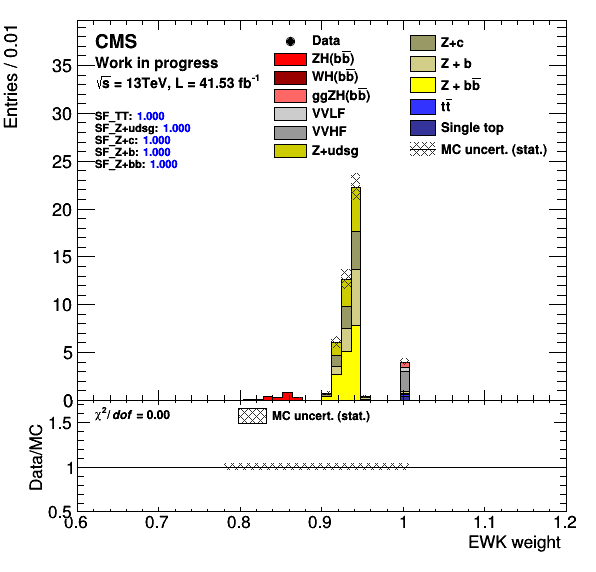 CMS
Work in progress
√s = 13TeV, L = 41.53 fb⁻¹
SF_TT: 1.000
SF_Z+udsg: 1.000
SF_Z+c: 1.000
SF_Z+b: 1.000
SF_Z+bb: 1.000
Data
ZH(bb̅)
WH(bb̅)
ggZH(bb̅)
VVLF
VVHF
Z+udsg
Z+c
Z + b
Z + bb̅
tt̅
Single top
MC uncert. (stat.)
Entries / 0.01
35
30
25
20
15
10
5
0
χ²/dof = 0.00
MC uncert. (stat.)
Data/MC
1.5
1
0.5
0.6
0.7
0.8
0.9
1
1.1
1.2
EWK weight